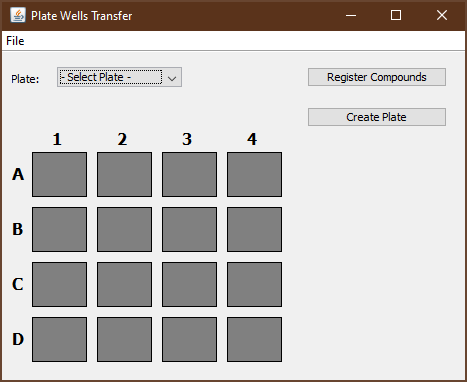 Plate Wells Transfer
File
Plate: - Select Plate - Register Compounds
Create Plate
1 2 3 4
A
B
C
D